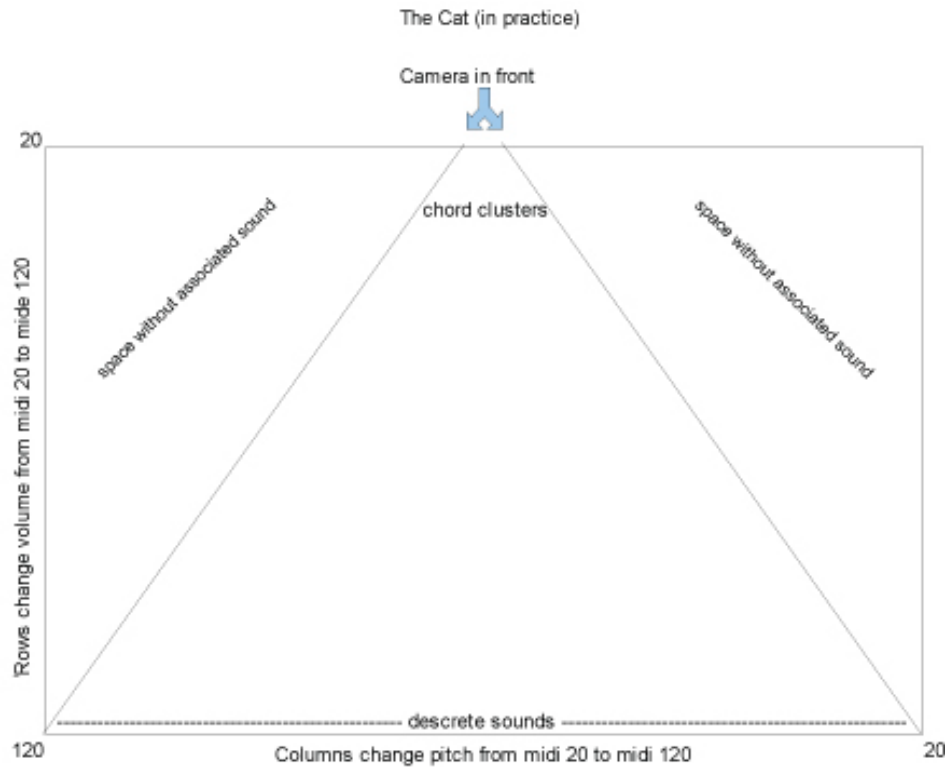 The Cat (in practice)
Camera in front
20
chord clusters
space without associated sound
space without associated sound
'Rows change volume from midi 20 to mide 120
descrete sounds
120
Columns change pitch from midi 20 to midi 120
20